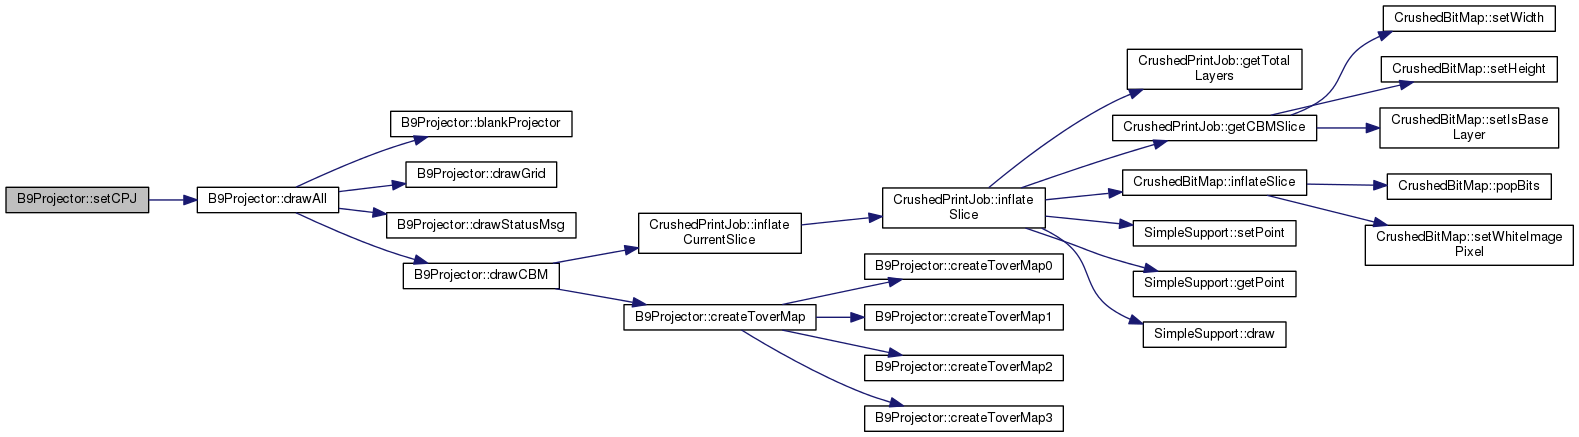 B9Projector::setCPJ
B9Projector::drawAll
B9Projector::blankProjector
B9Projector::drawGrid
B9Projector::drawStatusMsg
B9Projector::drawCBM
CrushedPrintJob::inflate
CurrentSlice
B9Projector::createToverMap
CrushedPrintJob::inflate
Slice
B9Projector::createToverMap0
B9Projector::createToverMap1
B9Projector::createToverMap2
B9Projector::createToverMap3
CrushedPrintJob::getTotal
Layers
CrushedPrintJob::getCBMSlice
CrushedBitMap::inflateSlice
SimpleSupport::setPoint
SimpleSupport::getPoint
SimpleSupport::draw
CrushedBitMap::setWidth
CrushedBitMap::setHeight
CrushedBitMap::setIsBase
Layer
CrushedBitMap::popBits
CrushedBitMap::setWhiteImage
Pixel